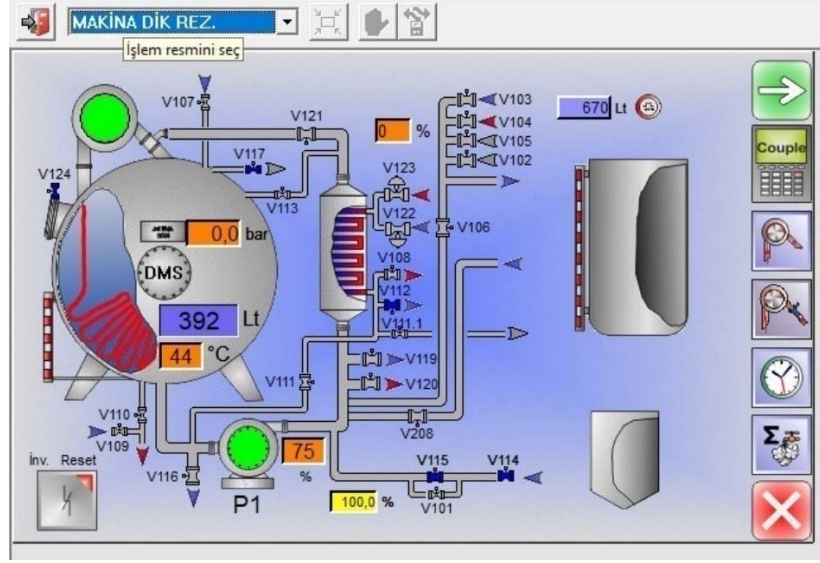 MAKİNA DİK REZ.
İşlem resmini seç
V107
V121
V103
670 Lt
0 %
V104
V105
V102
Couple
V117
V123
V124
V113
V122
V106
0,0 bar
DMS
V108
V112
392 Lt
V111.1
44 °C
V119
V111
V120
V110
V109
V208
İnv. Reset
75
%
V115
V114
V116
P1
100,0 %
V101
Σ